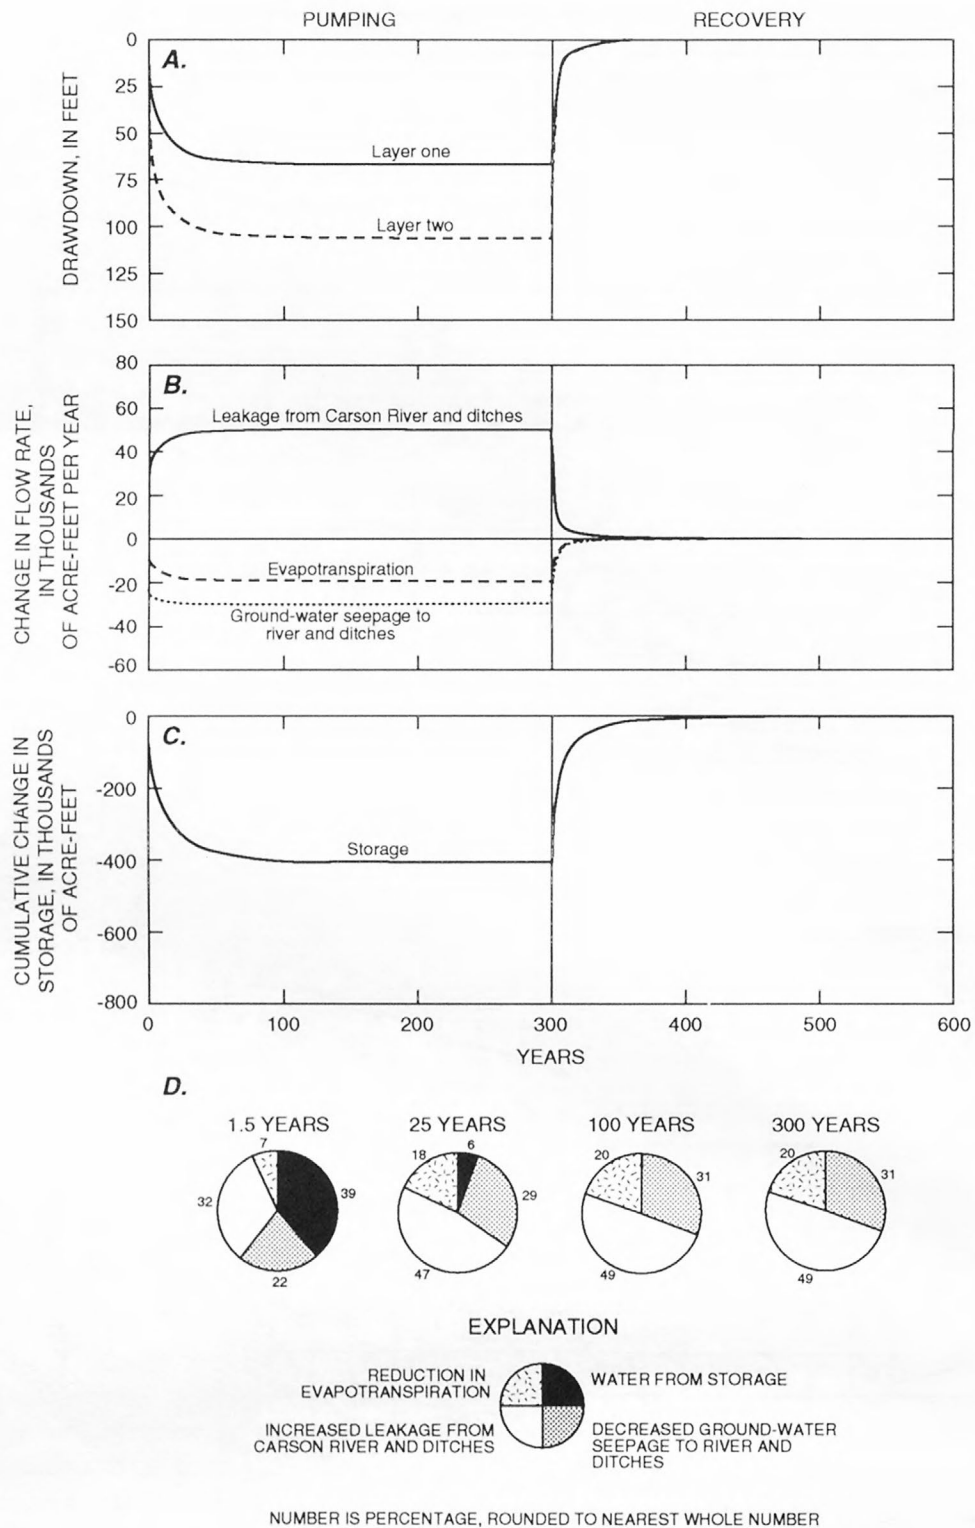 PUMPING
RECOVERY
A.
DRAWDOWN, IN FEET
0
25
50
75
100
125
150
Layer one
Layer two
B.
CHANGE IN FLOW RATE,
IN THOUSANDS
OF ACRE-FEET PER YEAR
80
60
40
20
0
-20
-40
-60
Leakage from Carson River and ditches
Evapotranspiration
Ground-water seepage to
river and ditches
C.
CUMULATIVE CHANGE IN
STORAGE, IN THOUSANDS
OF ACRE-FEET
0
-200
-400
-600
-800
Storage
0 100 200 300 400 500 600
YEARS
D.
1.5 YEARS
7
39
32
22
25 YEARS
6
18
29
47
100 YEARS
20
31
49
300 YEARS
20
31
49
EXPLANATION
REDUCTION IN
EVAPOTRANSPIRATION
WATER FROM STORAGE
INCREASED LEAKAGE FROM
CARSON RIVER AND DITCHES
DECREASED GROUND-WATER
SEEPAGE TO RIVER AND
DITCHES
NUMBER IS PERCENTAGE, ROUNDED TO NEAREST WHOLE NUMBER